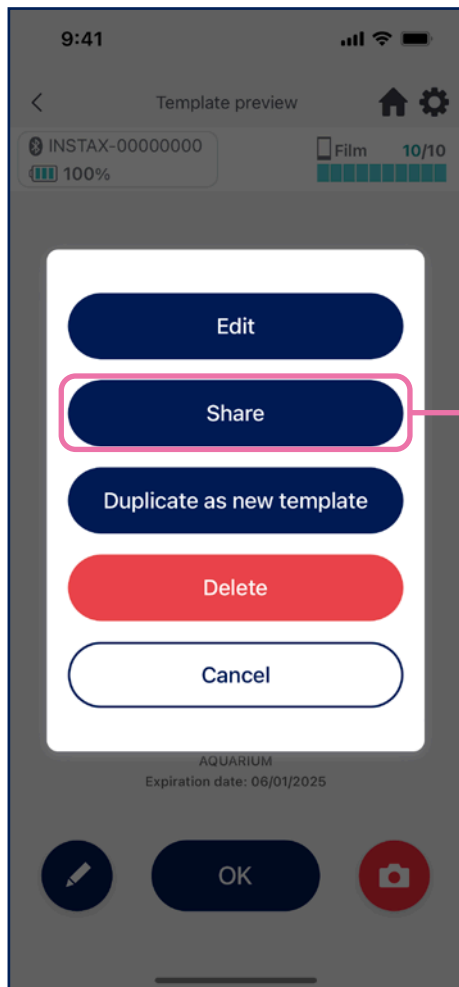 9:41
Template preview
INSTAX-00000000
100%
Film 10/10
Edit
Share
Duplicate as new template
Delete
Cancel
AQUARIUM
Expiration date: 06/01/2025
OK